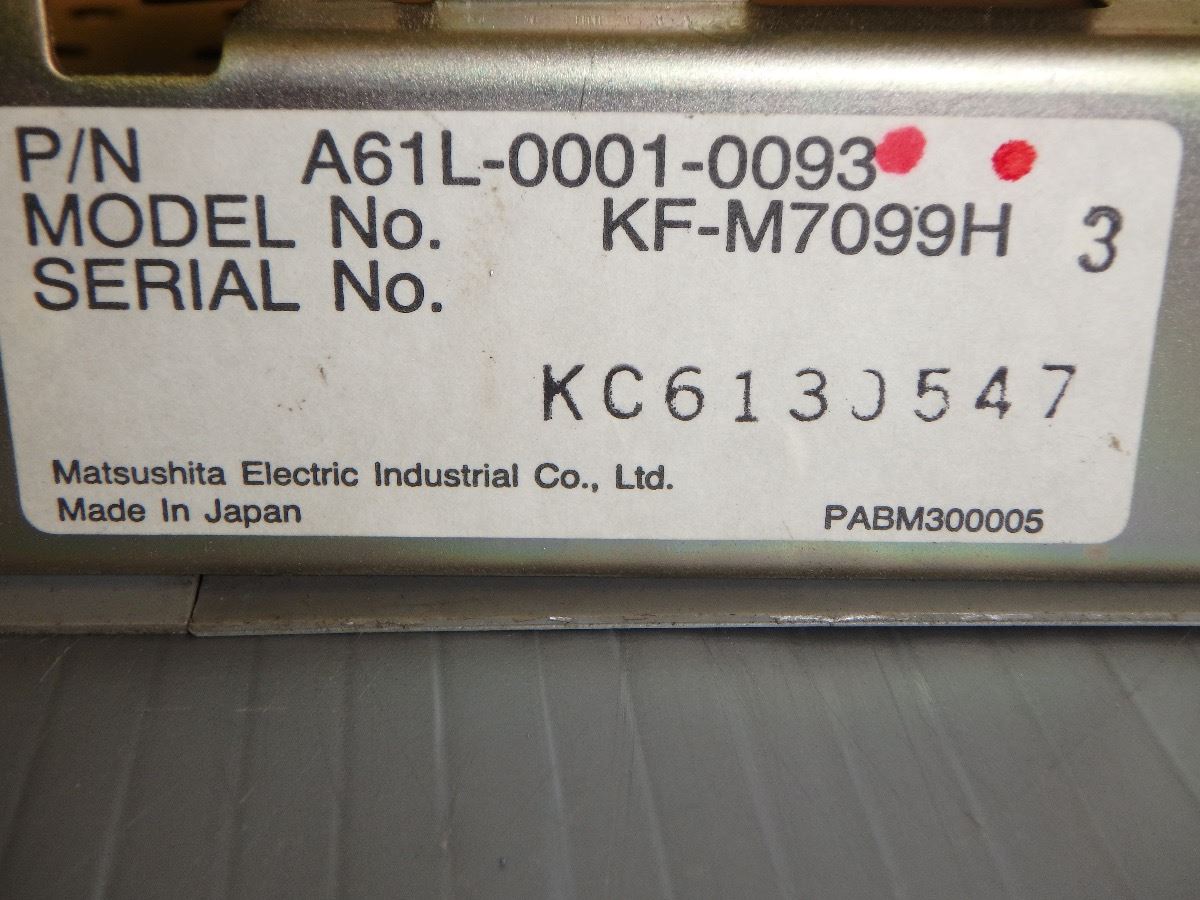 P/N A61L-0001-0093
MODEL No. KF-M7099H 3
SERIAL No.
KC6130547
Matsushita Electric Industrial Co., Ltd.
Made In Japan
PABM300005